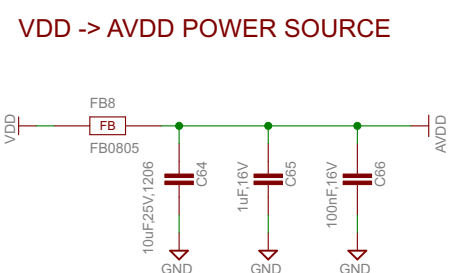 VDD -> AVDD POWER SOURCE
FB8
VDD
FB
FB0805
AVDD
10uF,25V,1206
C64
1uF,16V
C65
100nF,16V
C66
GND
GND
GND